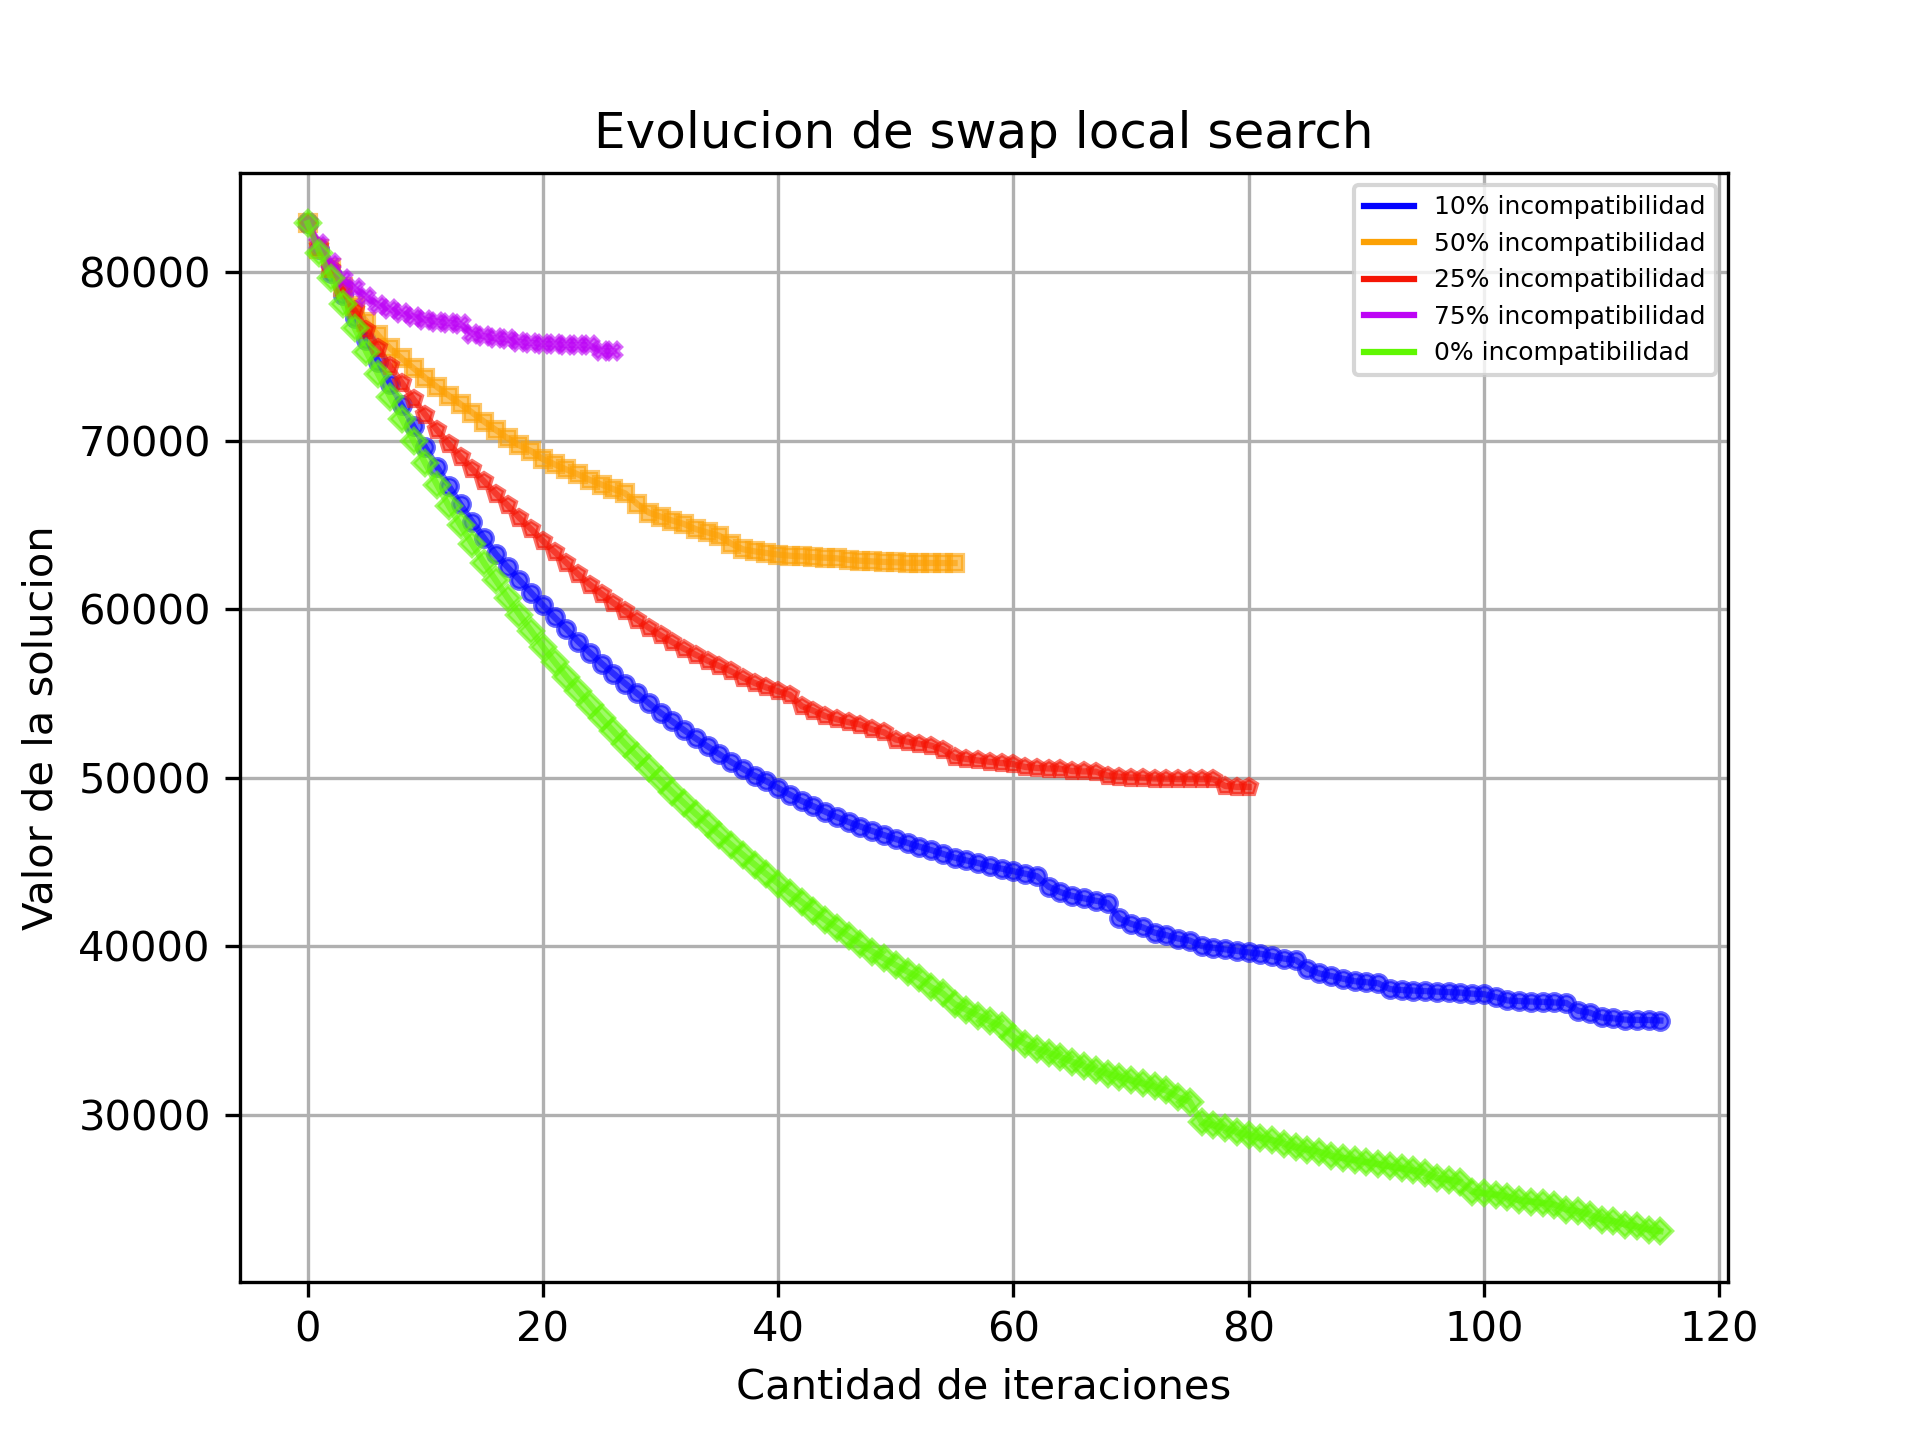 Evolucion de swap local search
10% incompatibilidad
50% incompatibilidad
25% incompatibilidad
75% incompatibilidad
0% incompatibilidad
Valor de la solucion
80000
70000
60000
50000
40000
30000
0 20 40 60 80 100 120
Cantidad de iteraciones